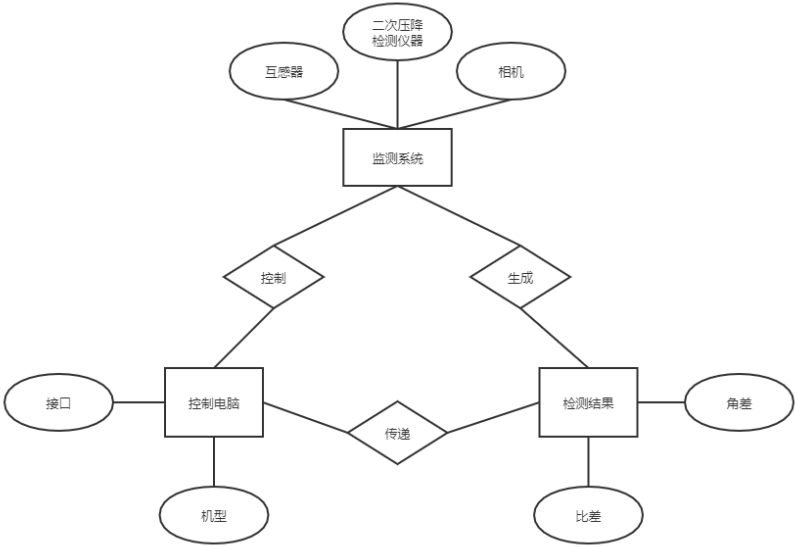 二次压降
检测仪器
互感器
相机
监测系统
控制
生成
接口
控制电脑
传递
检测结果
角差
机型
比差